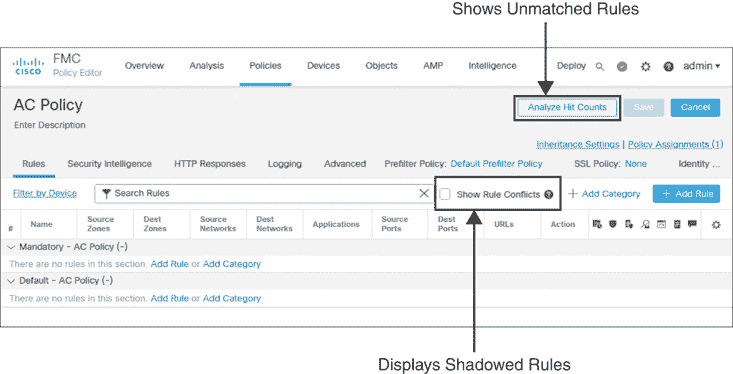 Shows Unmatched Rules
CISCO
FMC
Policy Editor
Overview Analysis Policies Devices Objects AMP Intelligence Deploy admin
AC Policy
Enter Description
Analyze Hit Counts Save Cancel
Inheritance Settings | Policy Assignments (1)
Rules Security Intelligence HTTP Responses Logging Advanced Prefilter Policy: Default Prefilter Policy SSL Policy: None Identity ...
Filter by Device Search Rules Show Rule Conflicts + Add Category + Add Rule
# Name Source Zones Dest Zones Source Networks Dest Networks Applications Source Ports Dest Ports URLs Action
Mandatory - AC Policy (-)
There are no rules in this section. Add Rule or Add Category
Default - AC Policy (-)
There are no rules in this section. Add Rule or Add Category
Displays Shadowed Rules